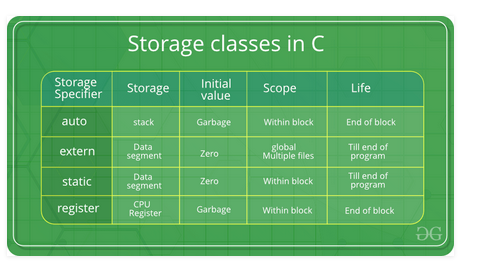 Storage classes in C
Storage Specifier Storage Initial value Scope Life
auto stack Garbage Within block End of block
extern Data segment Zero global Multiple files Till end of program
static Data segment Zero Within block Till end of program
register CPU Register Garbage Within block End of block